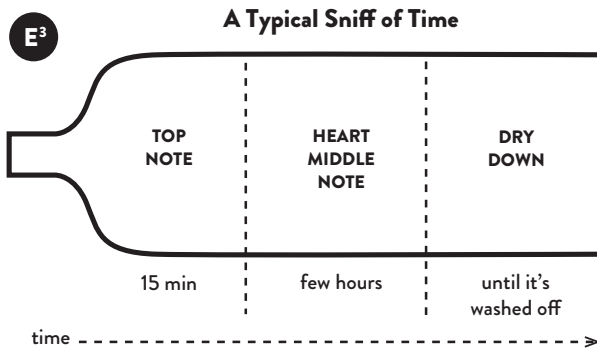 A Typical Sniff of Time
E³
TOP
NOTE
HEART
MIDDLE
NOTE
DRY
DOWN
15 min
few hours
until it's
washed off
time